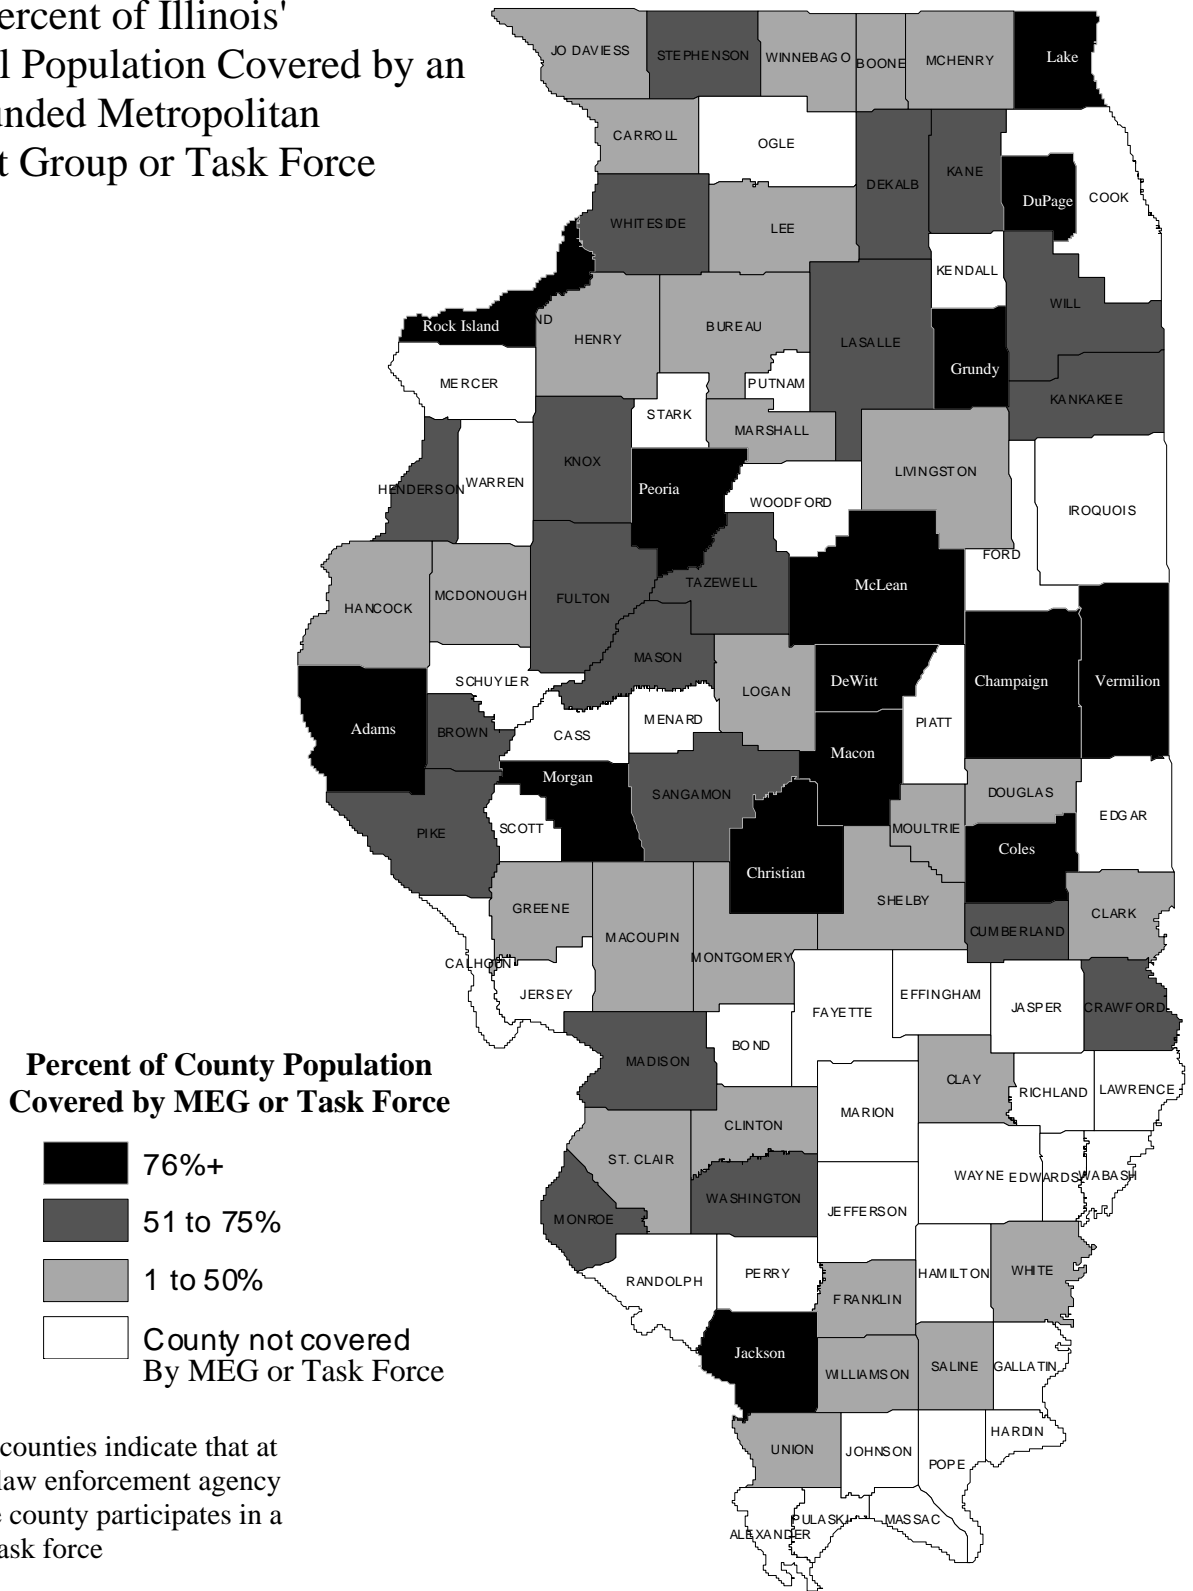 ercent of Illinois'
l Population Covered by an
unded Metropolitan
t Group or Task Force
JO DAVIESS
STEPHENSON
WINNEBAGO
BOONE
MCHENRY
Lake
CARROLL
OGLE
DEKALB
KANE
DuPage
COOK
WHITESIDE
LEE
KENDALL
WILL
Rock Island
ND
HENRY
BUREAU
LASALLE
Grundy
MERCER
PUTNAM
KANKAKEE
STARK
MARSHALL
KNOX
LIVINGSTON
HENDERSON
WARREN
Peoria
WOODFORD
IROQUOIS
FORD
HANCOCK
MCDONOUGH
FULTON
TAZEWELL
McLean
MASON
SCHUYLER
LOGAN
DeWitt
Champaign
Vermilion
Adams
BROWN
CASS
MENARD
PIATT
Macon
Morgan
SANGAMON
DOUGLAS
PIKE
SCOTT
MOULTRIE
EDGAR
Coles
Christian
GREENE
SHELBY
CLARK
MACOUPIN
CUMBERLAND
CALHOUN
MONTGOMERY
JERSEY
EFFINGHAM
JASPER
CRAWFORD
FAYETTE
BOND
MADISON
CLAY
RICHLAND
LAWRENCE
MARION
CLINTON
ST. CLAIR
WAYNE
EDWARDS
WABASH
WASHINGTON
MONROE
JEFFERSON
RANDOLPH
PERRY
HAMILTON
WHITE
FRANKLIN
Jackson
WILLIAMSON
SALINE
GALLATIN
UNION
JOHNSON
POPE
HARDIN
ALEXANDER
PULASKI
MASSAC
Percent of County Population
Covered by MEG or Task Force
76%+
51 to 75%
1 to 50%
County not covered
By MEG or Task Force
counties indicate that at
law enforcement agency
e county participates in a
ask force